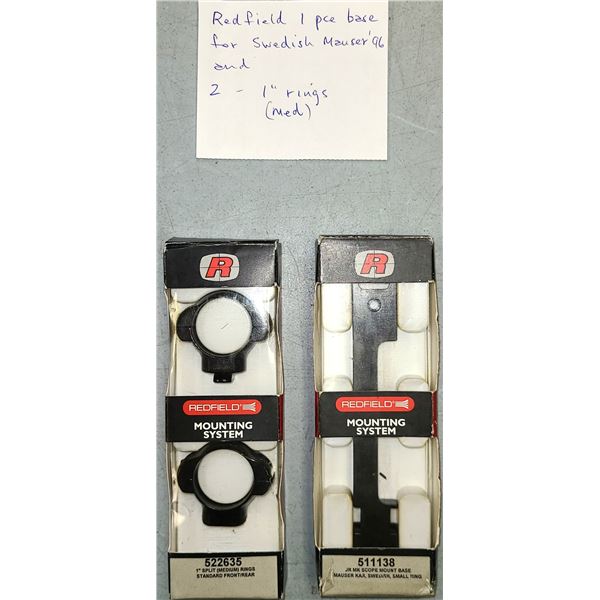 Redfield 1 pce base
for Swedish Mauser '96
and
2 - 1" rings
(Med)
R
REDFIELD
MOUNTING
SYSTEM
522635
1" SPLIT (MEDIUM) RINGS
STANDARD FRONT/REAR
R
REDFIELD
MOUNTING
SYSTEM
511138
JR MK SCOPE MOUNT BASE
MAUSER KAR, SWEDISH, SMALL RING